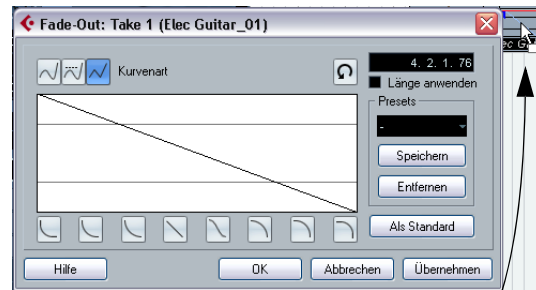 Fade-Out: Take 1 (Elec Guitar_01)
Kurvenart
4. 2. 1. 76
Länge anwenden
Presets
-
Speichern
Entfernen
Als Standard
Hilfe
OK
Abbrechen
Übernehmen